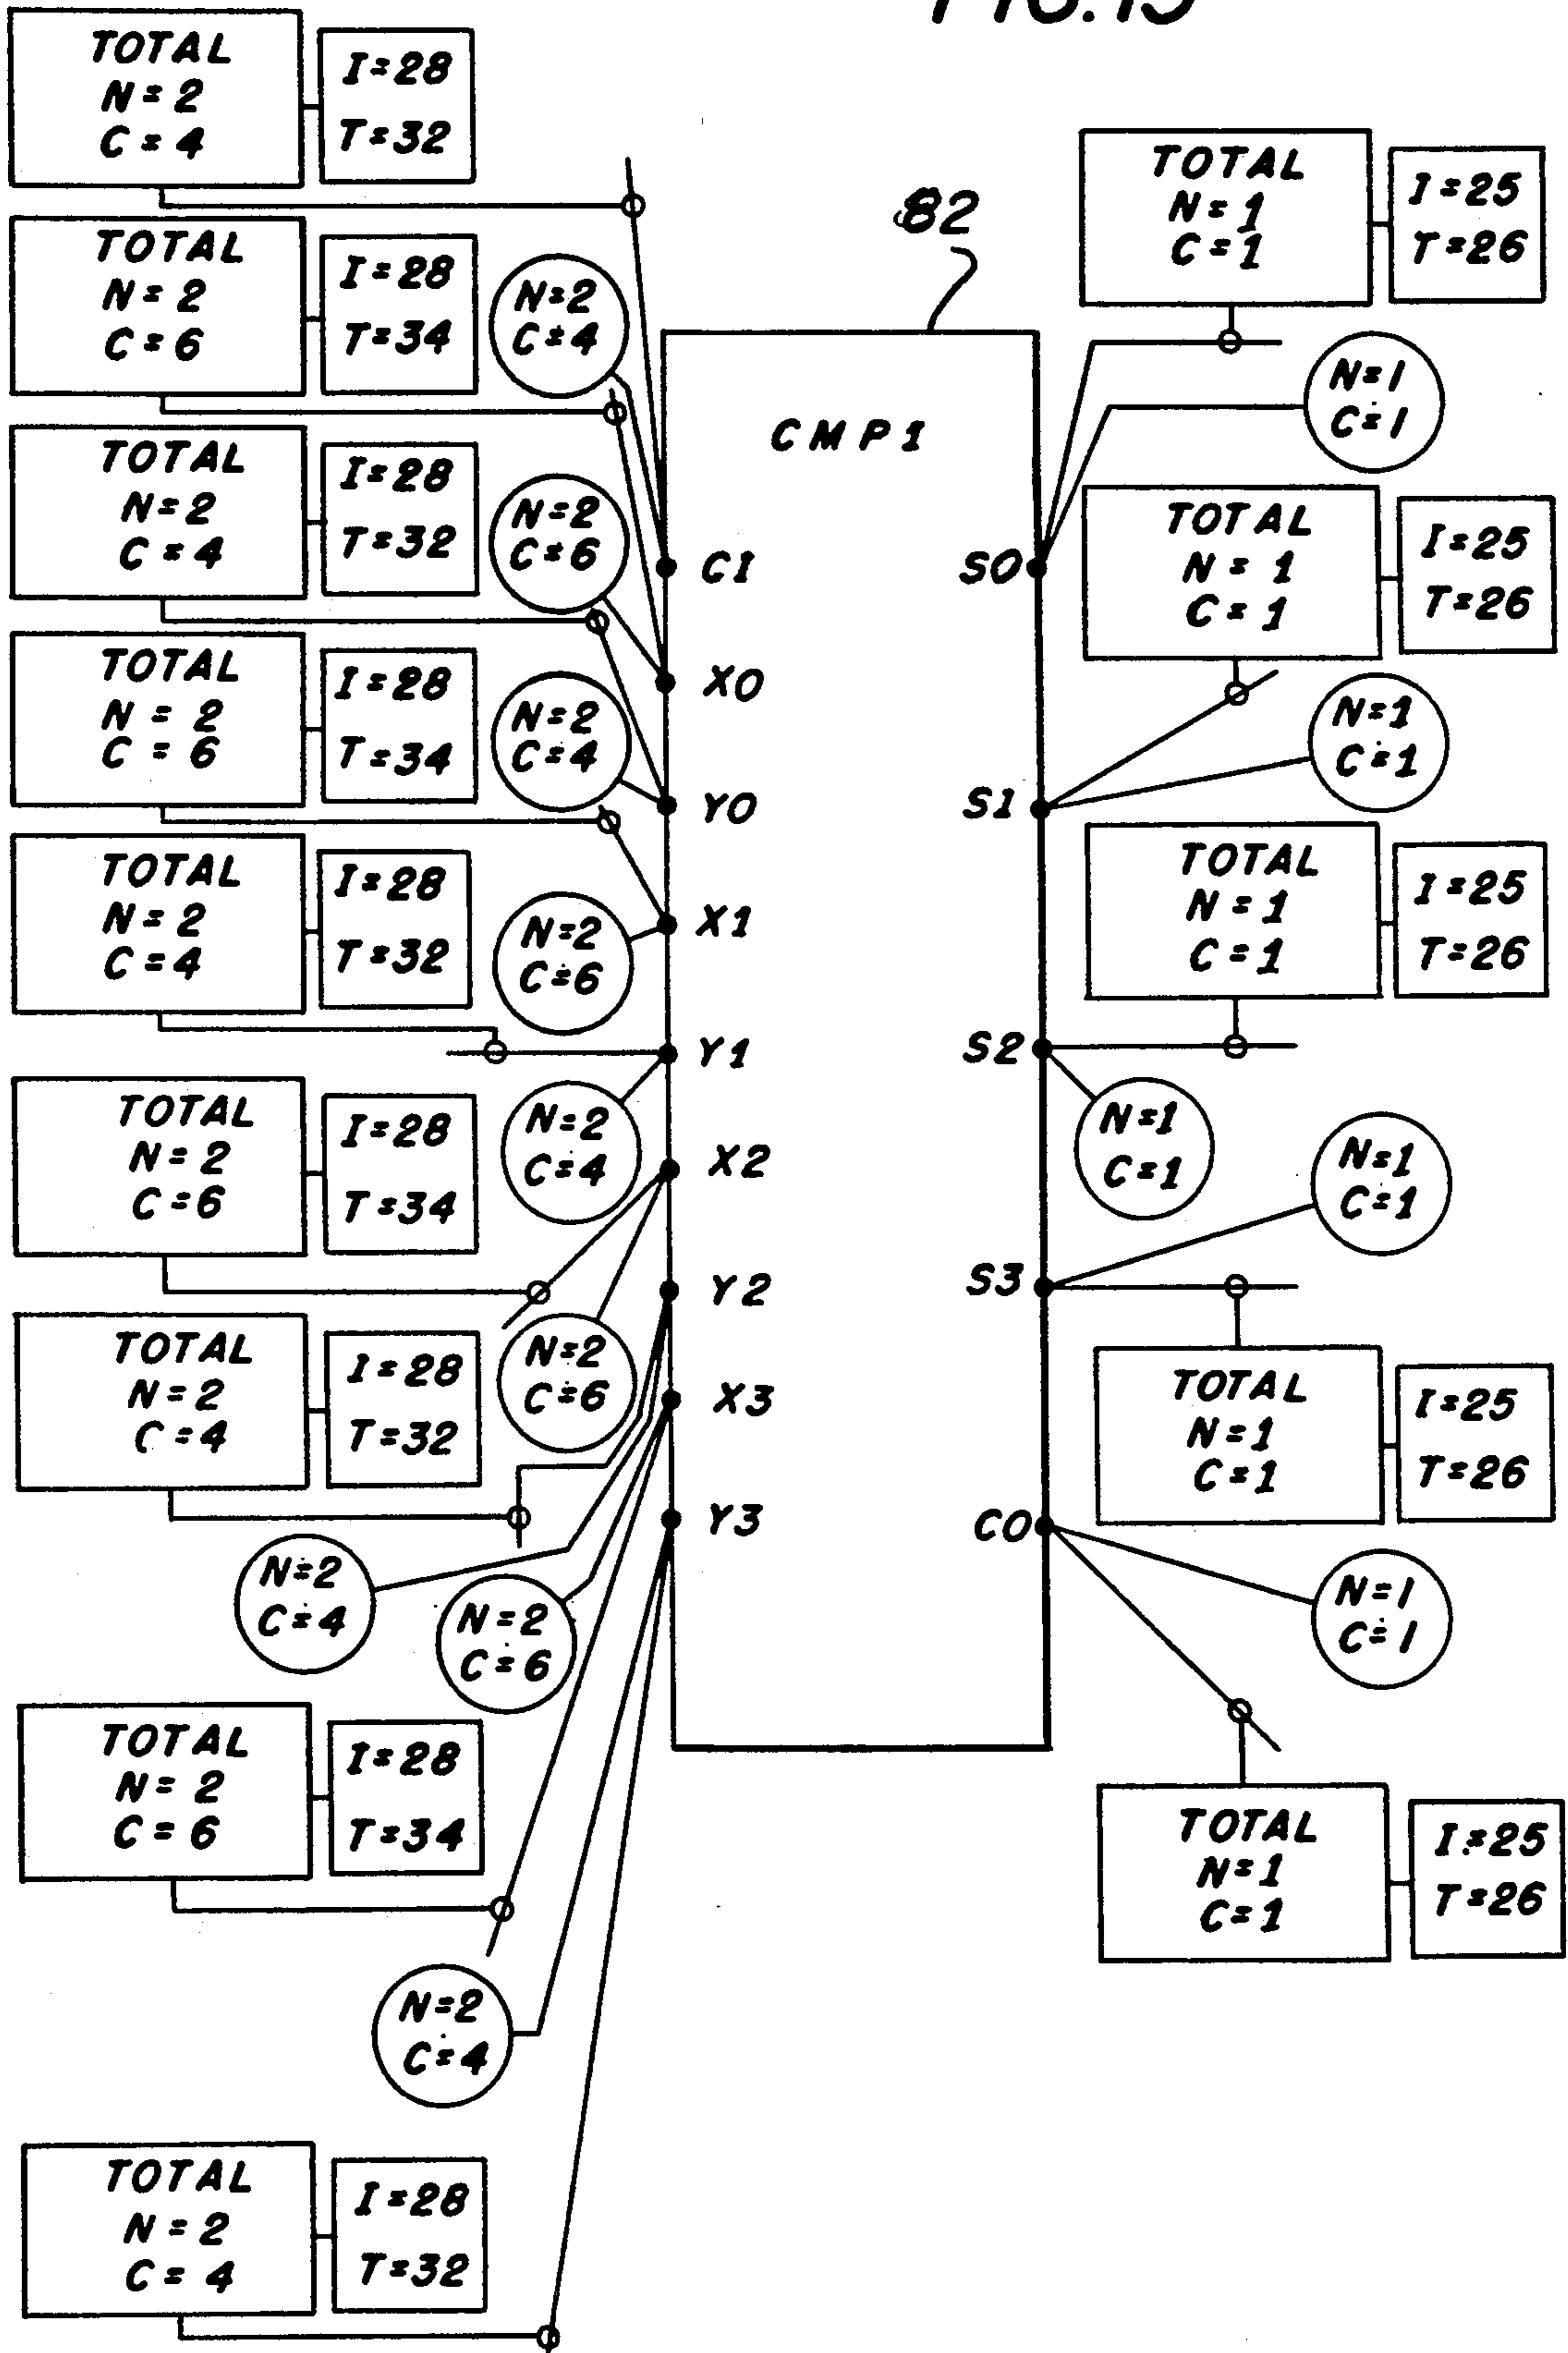 FIG. 15
TOTAL
N=2
C=4
I=28
T=32
TOTAL
N=2
C=6
I=28
T=34
N=2
C=4
TOTAL
N=2
C=4
I=28
T=32
N=2
C=6
TOTAL
N=2
C=6
I=28
T=34
N=2
C=4
TOTAL
N=2
C=4
I=28
T=32
N=2
C=6
TOTAL
N=2
C=6
I=28
T=34
N=2
C=4
TOTAL
N=2
C=4
I=28
T=32
N=2
C=6
N=2
C=4
N=2
C=6
TOTAL
N=2
C=6
I=28
T=34
N=2
C=4
TOTAL
N=2
C=4
I=28
T=32
82
CMP1
CI
X0
Y0
X1
Y1
X2
Y2
X3
Y3
S0
S1
S2
S3
CO
TOTAL
N=1
C=1
I=25
T=26
N=1
C=1
TOTAL
N=1
C=1
I=25
T=26
N=1
C=1
TOTAL
N=1
C=1
I=25
T=26
N=1
C=1
N=1
C=1
TOTAL
N=1
C=1
I=25
T=26
N=1
C=1
TOTAL
N=1
C=1
I=25
T=26